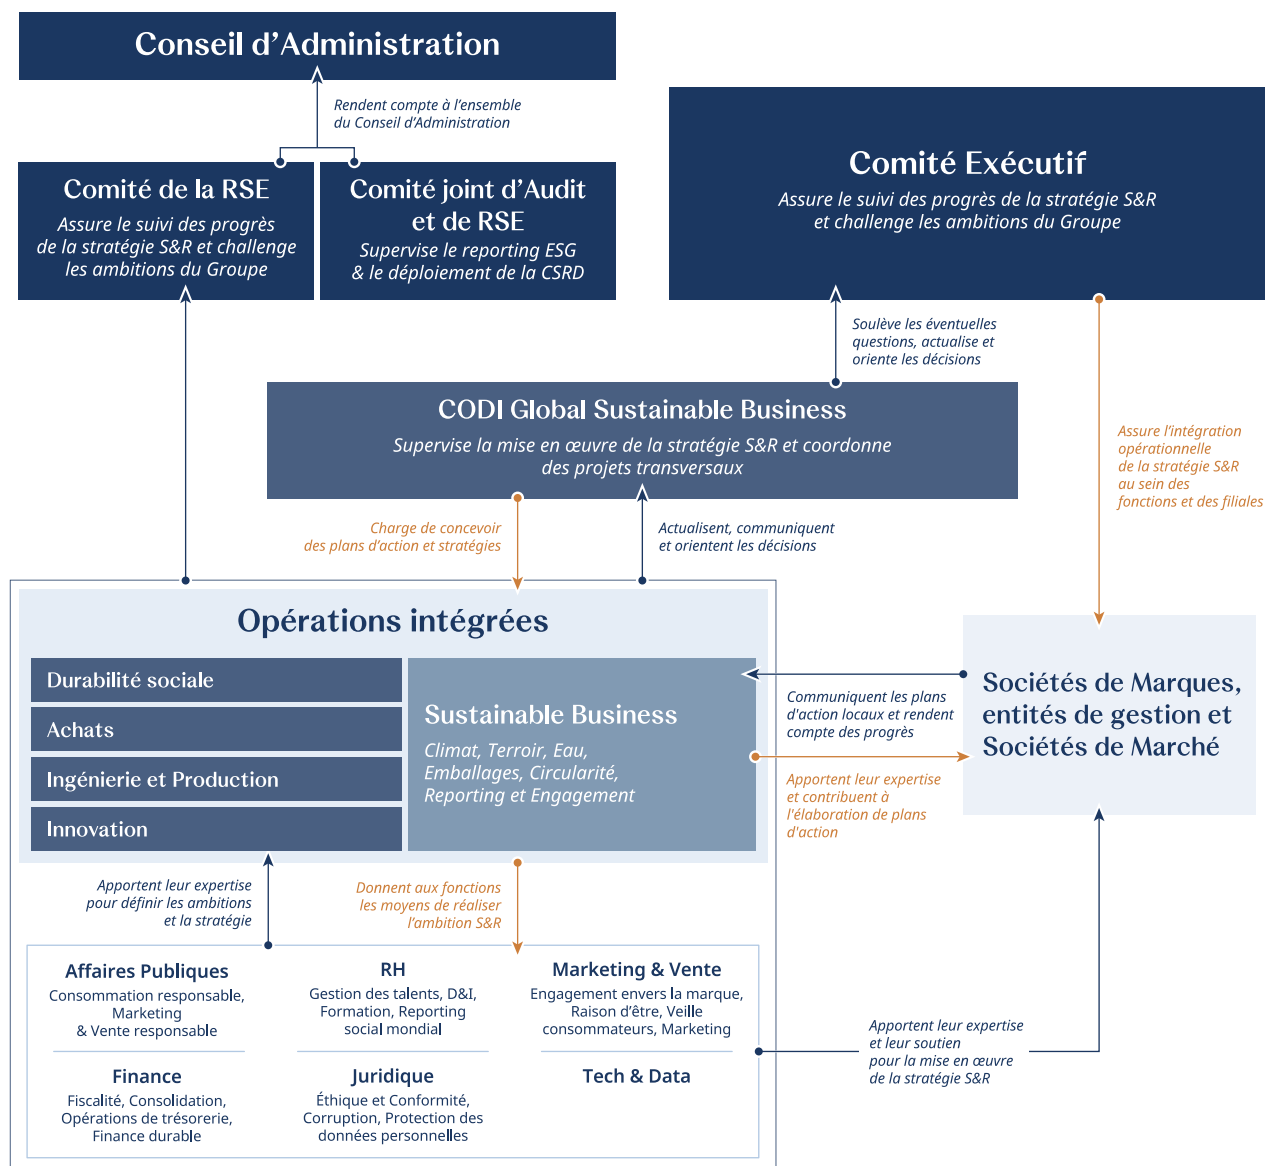 Conseil d’Administration
Rendent compte à l’ensemble
du Conseil d’Administration
Comité de la RSE
Assure le suivi des progrès
de la stratégie S&R et challenge
les ambitions du Groupe
Comité joint d’Audit
et de RSE
Supervise le reporting ESG
& le déploiement de la CSRD
Comité Exécutif
Assure le suivi des progrès de la stratégie S&R
et challenge les ambitions du Groupe
Soulève les éventuelles
questions, actualise et
oriente les décisions
CODI Global Sustainable Business
Supervise la mise en œuvre de la stratégie S&R et coordonne
des projets transversaux
Assure l’intégration
opérationnelle
de la stratégie S&R
au sein des
fonctions et des filiales
Charge de concevoir
des plans d’action et stratégies
Actualisent, communiquent
et orientent les décisions
Opérations intégrées
Durabilité sociale
Achats
Ingénierie et Production
Innovation
Sustainable Business
Climat, Terroir, Eau,
Emballages, Circularité,
Reporting et Engagement
Communiquent les plans
d'action locaux et rendent
compte des progrès
Apportent leur expertise
et contribuent à
l'élaboration de plans
d'action
Sociétés de Marques,
entités de gestion et
Sociétés de Marché
Apportent leur expertise
pour définir les ambitions
et la stratégie
Donnent aux fonctions
les moyens de réaliser
l’ambition S&R
Affaires Publiques
Consommation responsable,
Marketing
& Vente responsable
RH
Gestion des talents, D&I,
Formation, Reporting
social mondial
Marketing & Vente
Engagement envers la marque,
Raison d’être, Veille
consommateurs, Marketing
Finance
Fiscalité, Consolidation,
Opérations de trésorerie,
Finance durable
Juridique
Éthique et Conformité,
Corruption, Protection des
données personnelles
Tech & Data
Apportent leur expertise
et leur soutien
pour la mise en œuvre
de la stratégie S&R